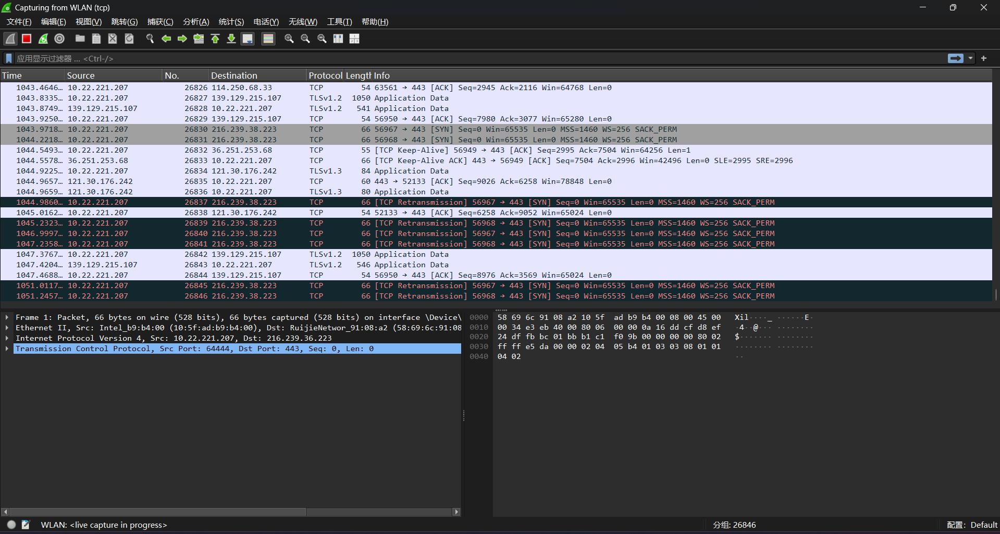 Capturing from WLAN (tcp)
文件(F) 编辑(E) 视图(V) 跳转(G) 捕获(C) 分析(A) 统计(S) 电话(Y) 无线(W) 工具(T) 帮助(H)
应用显示过滤器 … <Ctrl-/>
Time Source No. Destination Protocol Length Info
1043.4646… 10.22.221.207 26826 114.250.68.33 TCP 54 63561 → 443 [ACK] Seq=2945 Ack=2116 Win=64768 Len=0
1043.8335… 10.22.221.207 26827 139.129.215.107 TLSv1.2 1050 Application Data
1043.8749… 139.129.215.107 26828 10.22.221.207 TLSv1.2 541 Application Data
1043.9250… 10.22.221.207 26829 139.129.215.107 TCP 54 56950 → 443 [ACK] Seq=7980 Ack=3077 Win=65280 Len=0
1043.9718… 10.22.221.207 26830 216.239.38.223 TCP 66 56967 → 443 [SYN] Seq=0 Win=65535 Len=0 MSS=1460 WS=256 SACK_PERM
1044.2218… 10.22.221.207 26831 216.239.38.223 TCP 66 56968 → 443 [SYN] Seq=0 Win=65535 Len=0 MSS=1460 WS=256 SACK_PERM
1044.5493… 10.22.221.207 26832 36.251.253.68 TCP 55 [TCP Keep-Alive] 56949 → 443 [ACK] Seq=2995 Ack=7504 Win=64256 Len=1
1044.5578… 36.251.253.68 26833 10.22.221.207 TCP 66 [TCP Keep-Alive ACK] 443 → 56949 [ACK] Seq=7504 Ack=2996 Win=42496 Len=0 SLE=2995 SRE=2996
1044.9225… 10.22.221.207 26834 121.30.176.242 TLSv1.3 84 Application Data
1044.9657… 121.30.176.242 26835 10.22.221.207 TCP 60 443 → 52133 [ACK] Seq=9026 Ack=6258 Win=78848 Len=0
1044.9659… 121.30.176.242 26836 10.22.221.207 TLSv1.3 80 Application Data
1044.9860… 10.22.221.207 26837 216.239.38.223 TCP 66 [TCP Retransmission] 56967 → 443 [SYN] Seq=0 Win=65535 Len=0 MSS=1460 WS=256 SACK_PERM
1045.0162… 10.22.221.207 26838 121.30.176.242 TCP 54 52133 → 443 [ACK] Seq=6258 Ack=9052 Win=65024 Len=0
1045.2323… 10.22.221.207 26839 216.239.38.223 TCP 66 [TCP Retransmission] 56968 → 443 [SYN] Seq=0 Win=65535 Len=0 MSS=1460 WS=256 SACK_PERM
1046.9997… 10.22.221.207 26840 216.239.38.223 TCP 66 [TCP Retransmission] 56967 → 443 [SYN] Seq=0 Win=65535 Len=0 MSS=1460 WS=256 SACK_PERM
1047.2358… 10.22.221.207 26841 216.239.38.223 TCP 66 [TCP Retransmission] 56968 → 443 [SYN] Seq=0 Win=65535 Len=0 MSS=1460 WS=256 SACK_PERM
1047.3767… 10.22.221.207 26842 139.129.215.107 TLSv1.2 1050 Application Data
1047.4204… 139.129.215.107 26843 10.22.221.207 TLSv1.2 546 Application Data
1047.4688… 10.22.221.207 26844 139.129.215.107 TCP 54 56950 → 443 [ACK] Seq=8976 Ack=3569 Win=65024 Len=0
1051.0117… 10.22.221.207 26845 216.239.38.223 TCP 66 [TCP Retransmission] 56967 → 443 [SYN] Seq=0 Win=65535 Len=0 MSS=1460 WS=256 SACK_PERM
1051.2457… 10.22.221.207 26846 216.239.38.223 TCP 66 [TCP Retransmission] 56968 → 443 [SYN] Seq=0 Win=65535 Len=0 MSS=1460 WS=256 SACK_PERM
Frame 1: Packet, 66 bytes on wire (528 bits), 66 bytes captured (528 bits) on interface \Device\
Ethernet II, Src: Intel_b9:b4:00 (10:5f:ad:b9:b4:00), Dst: RuijieNetwor_91:08:a2 (58:69:6c:91:08
Internet Protocol Version 4, Src: 10.22.221.207, Dst: 216.239.36.223
Transmission Control Protocol, Src Port: 64444, Dst Port: 443, Seq: 0, Len: 0
0000 58 69 6c 91 08 a2 10 5f ad b9 b4 00 08 00 45 00 Xil····_ ······E·
0010 00 34 e3 eb 40 00 80 06 00 00 0a 16 dd cf d8 ef ·4··@··· ········
0020 24 df fb bc 01 bb b1 c1 f0 9b 00 00 00 00 80 02 $······· ········
0030 ff ff e5 da 00 00 02 04 05 b4 01 03 03 08 01 01 ········ ········
0040 04 02 ··
WLAN: <live capture in progress> 分组: 26846 配置: Default